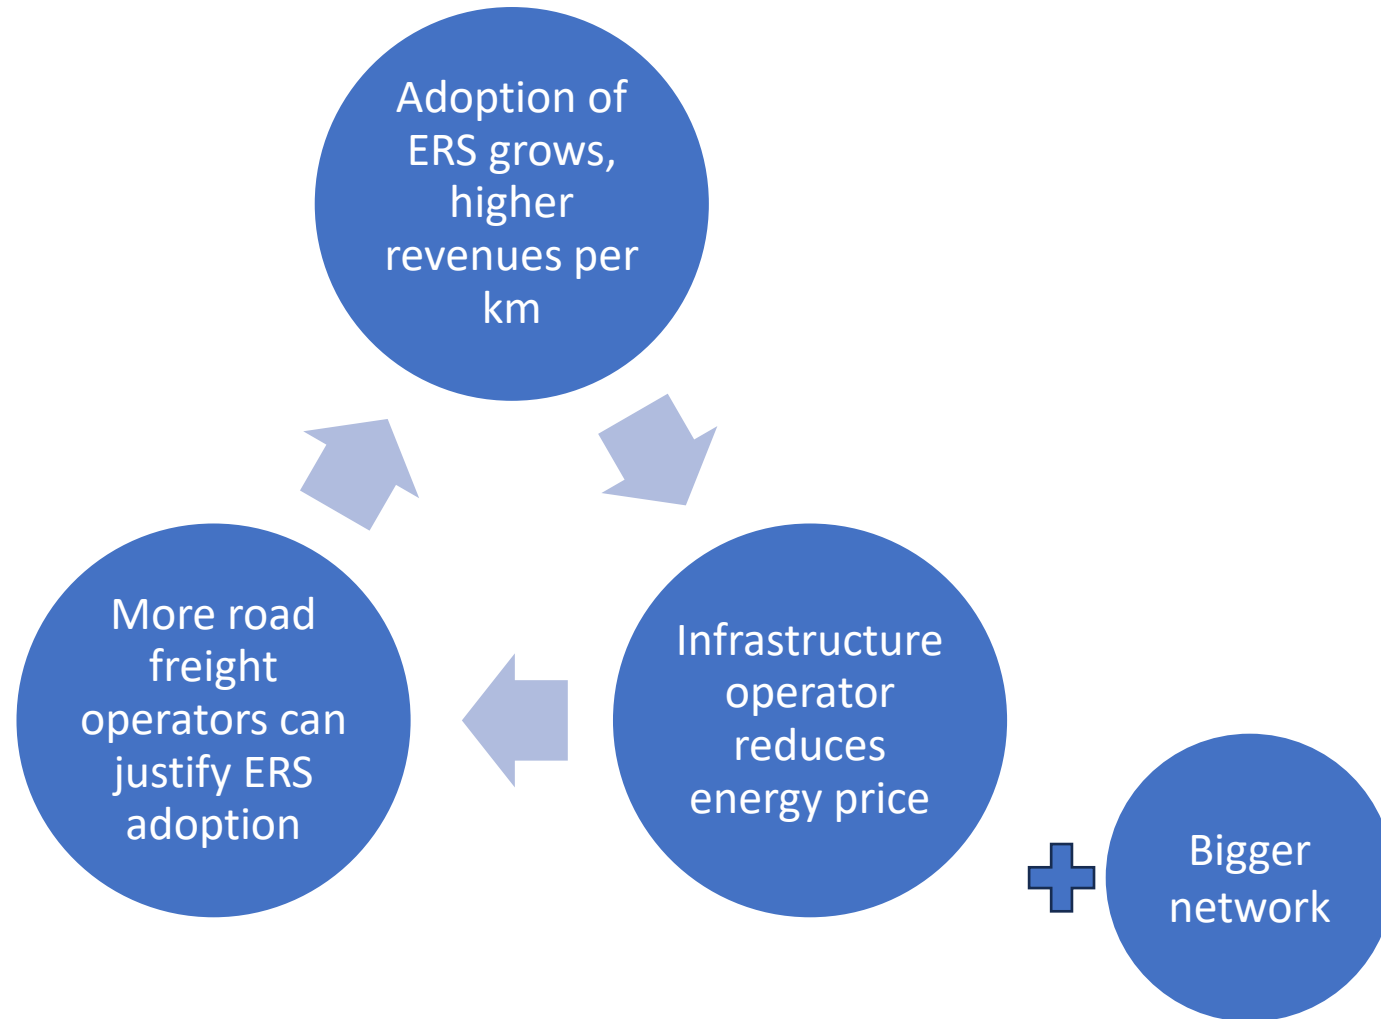 Adoption of
ERS grows,
higher
revenues per
km
More road
freight
operators can
justify ERS
adoption
Infrastructure
operator
reduces
energy price
Bigger
network